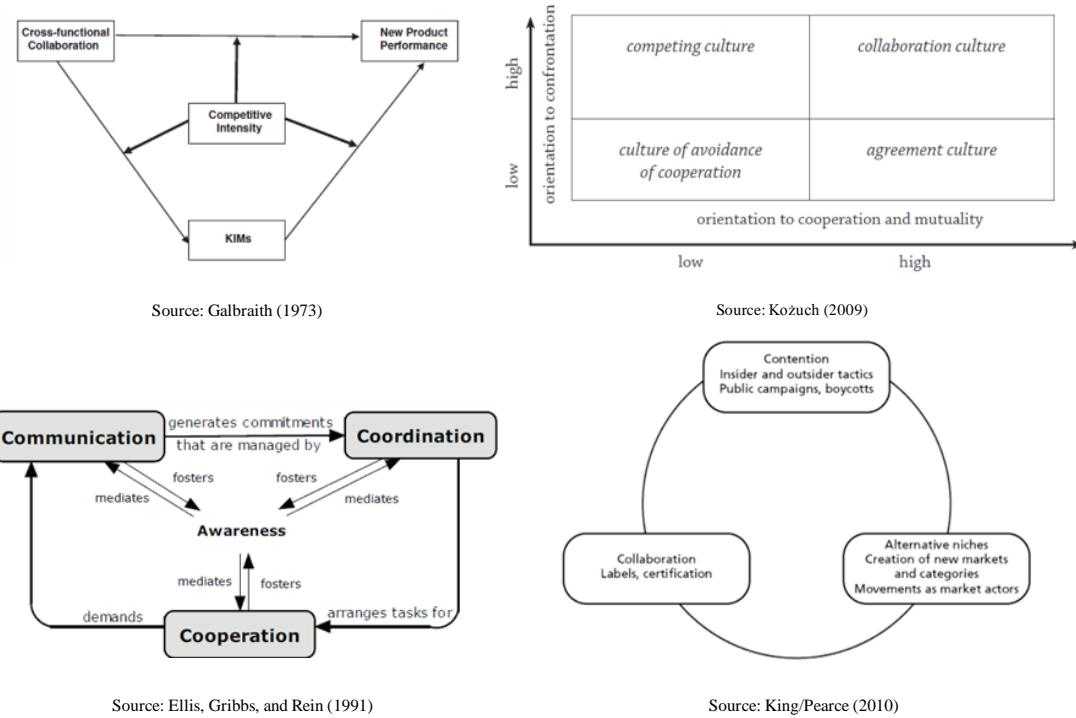 Cross-functional
Collaboration
New Product
Performance
Competitive
Intensity
KIMs
Source: Galbraith (1973)
orientation to confrontation
high
low
competing culture
collaboration culture
culture of avoidance
of cooperation
agreement culture
orientation to cooperation and mutuality
low
high
Source: Kożuch (2009)
Communication
generates commitments
that are managed by
Coordination
fosters
mediates
fosters
mediates
Awareness
mediates
fosters
demands
Cooperation
arranges tasks for
Source: Ellis, Gribbs, and Rein (1991)
Contention
Insider and outsider tactics
Public campaigns, boycotts
Collaboration
Labels, certification
Alternative niches
Creation of new markets
and categories
Movements as market actors
Source: King/Pearce (2010)